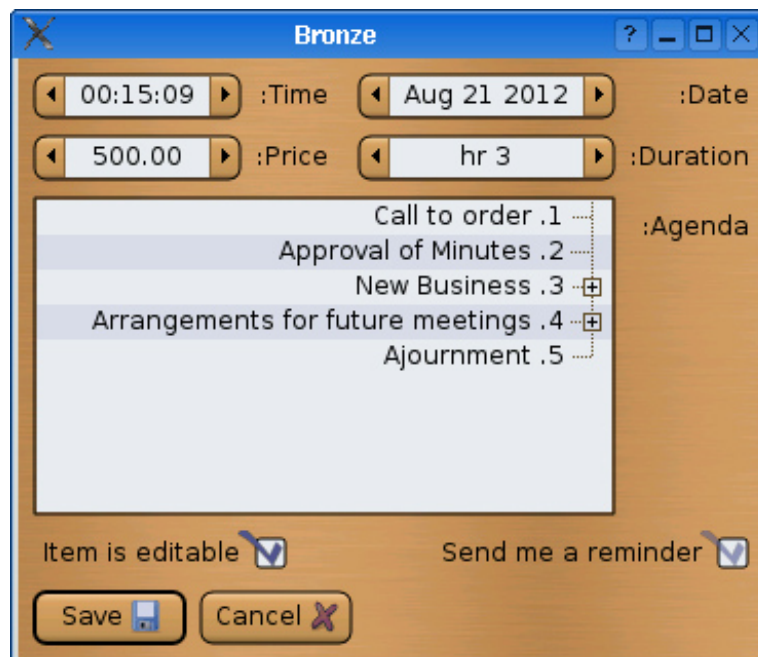 Bronze
00:15:09 :Time Aug 21 2012 :Date
500.00 :Price hr 3 :Duration
:Agenda
Call to order .1
Approval of Minutes .2
New Business .3
Arrangements for future meetings .4
Ajournment .5
Item is editable Send me a reminder
Save Cancel